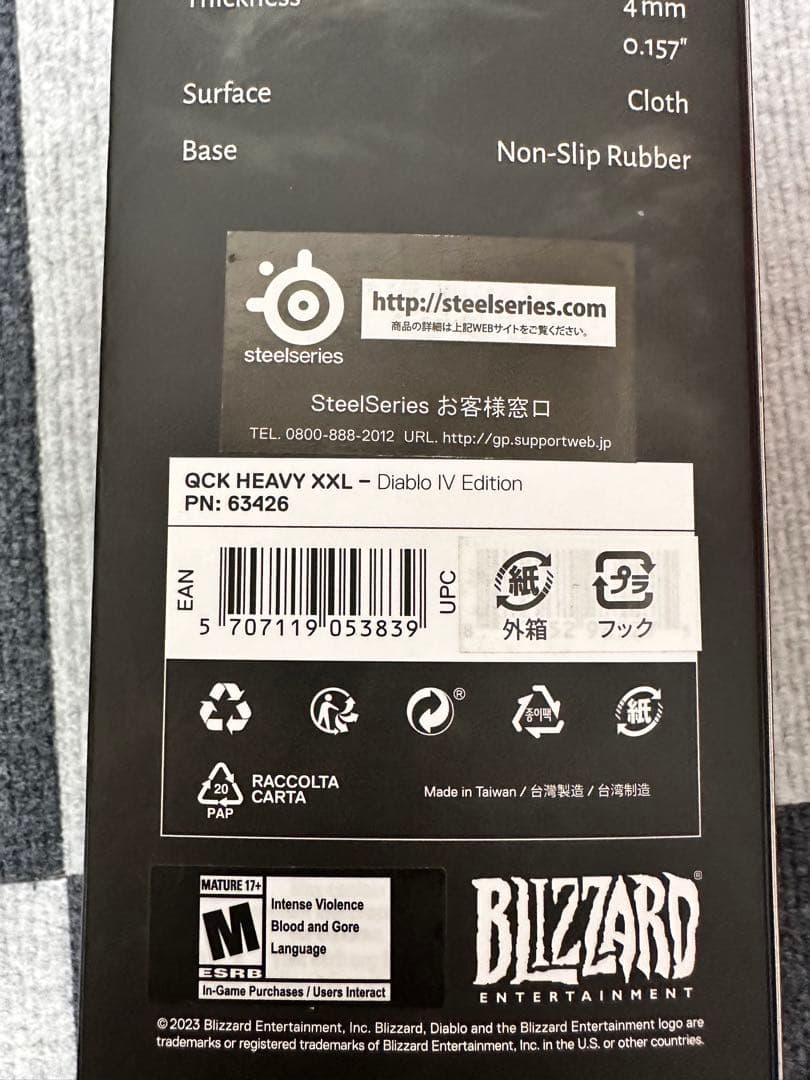 Thickness
4mm
0.157"
Surface
Cloth
Base
Non-Slip Rubber
http://steelseries.com
商品の詳細は上記WEBサイトをご覧ください。
steelseries
SteelSeries お客様窓口
TEL. 0800-888-2012 URL. http://gp.supportweb.jp
QCK HEAVY XXL – Diablo IV Edition
PN: 63426
EAN
5 707119 053839
UPC
紙
外箱
プラ
フック
®
종이팩
紙
20
PAP
RACCOLTA
CARTA
Made in Taiwan / 台灣製造 / 台湾制造
MATURE 17+
M
ESRB
Intense Violence
Blood and Gore
Language
In-Game Purchases / Users Interact
BLIZZARD®
ENTERTAINMENT
©2023 Blizzard Entertainment, Inc. Blizzard, Diablo and the Blizzard Entertainment logo are
trademarks or registered trademarks of Blizzard Entertainment, Inc. in the U.S. or other countries.